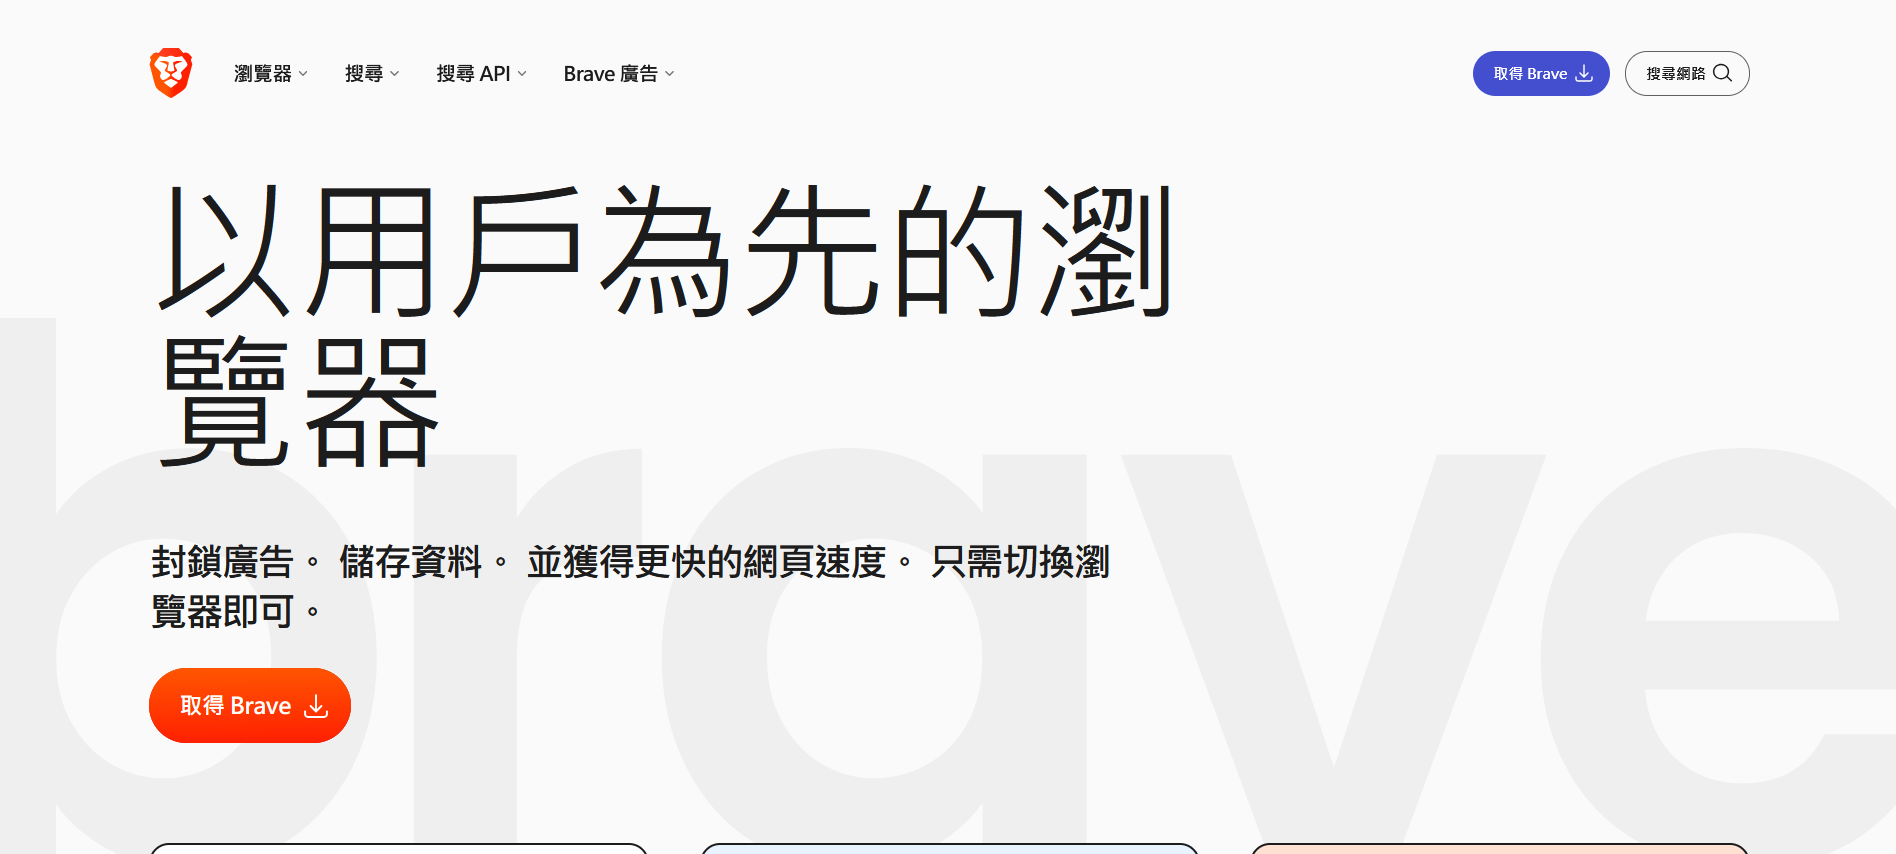 瀏覽器
搜尋
搜尋 API
Brave 廣告
取得 Brave
搜尋網路
以用戶為先的瀏
覽器
封鎖廣告。 儲存資料。 並獲得更快的網頁速度。 只需切換瀏
覽器即可。
取得 Brave
brave